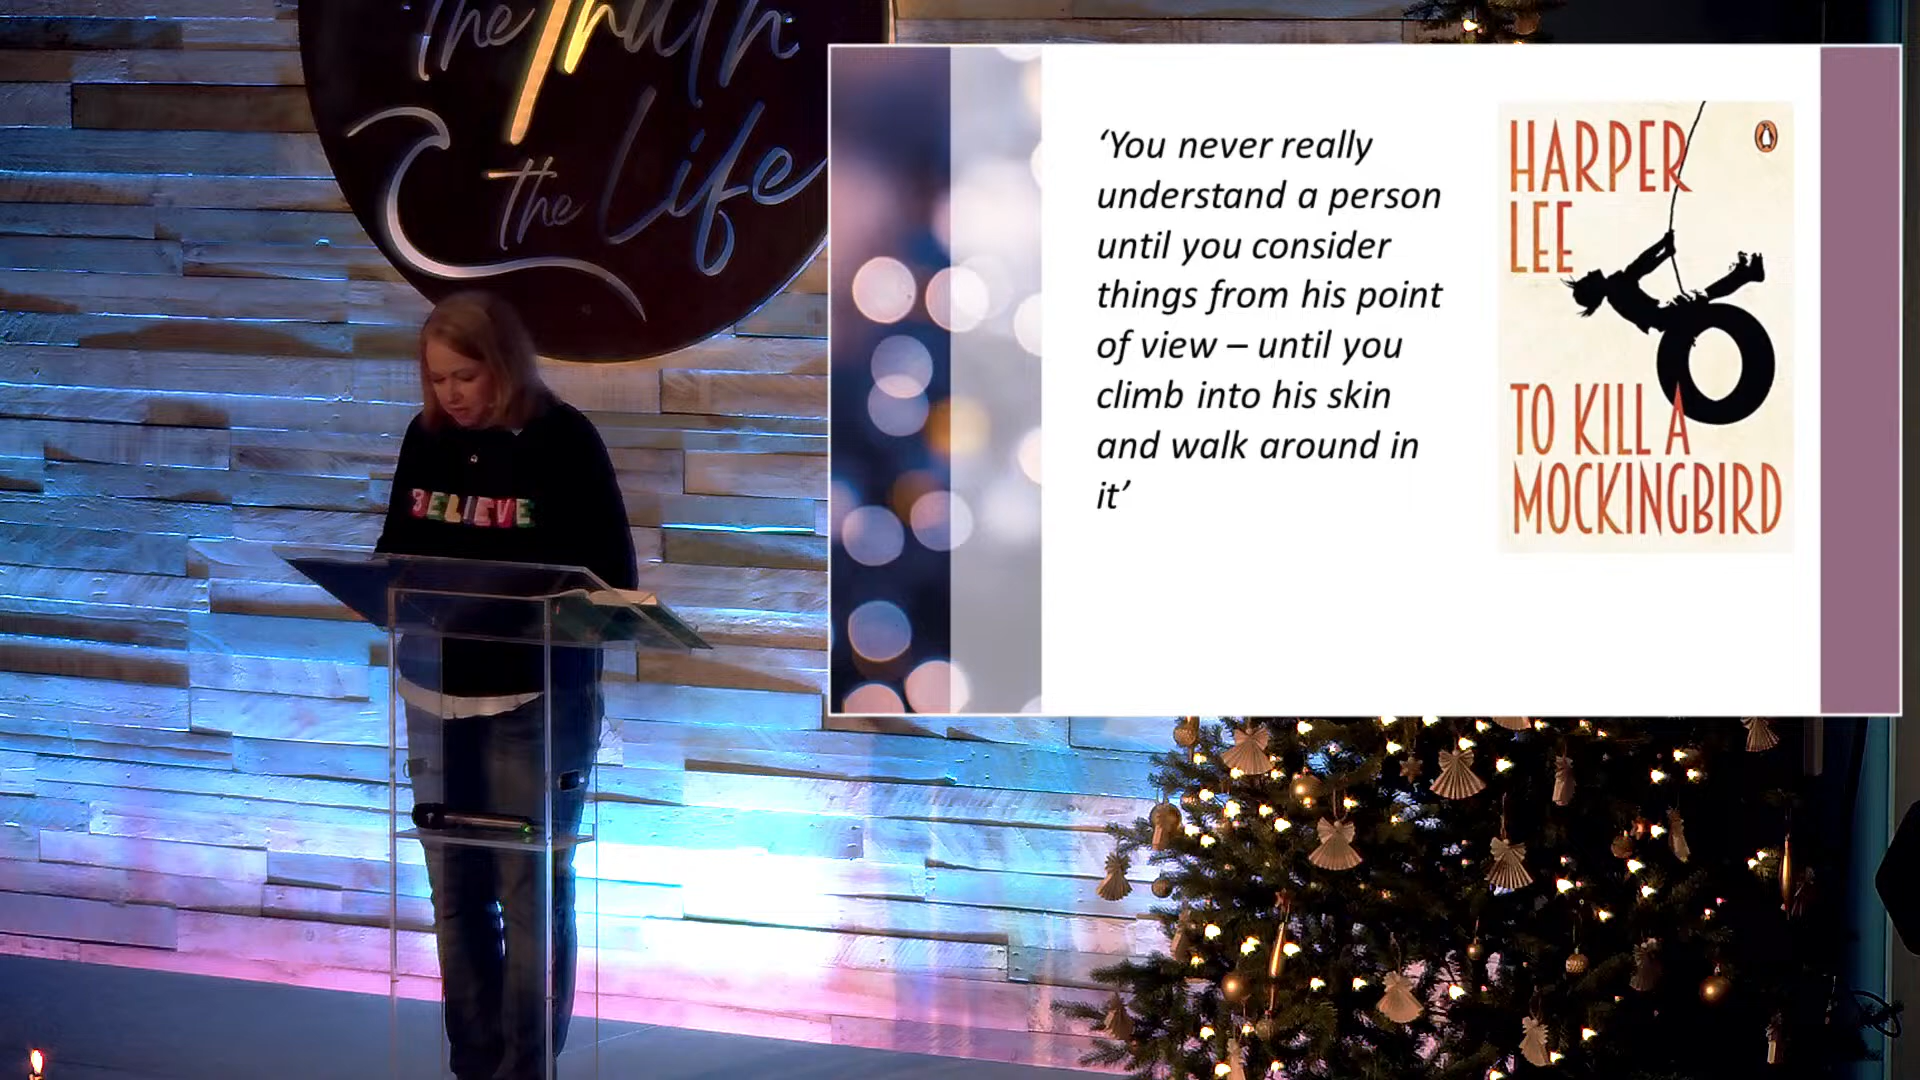 The Truth
the Life
BELIEVE
‘You never really
understand a person
until you consider
things from his point
of view – until you
climb into his skin
and walk around in
it’
HARPER
LEE
TO KILL A
MOCKINGBIRD